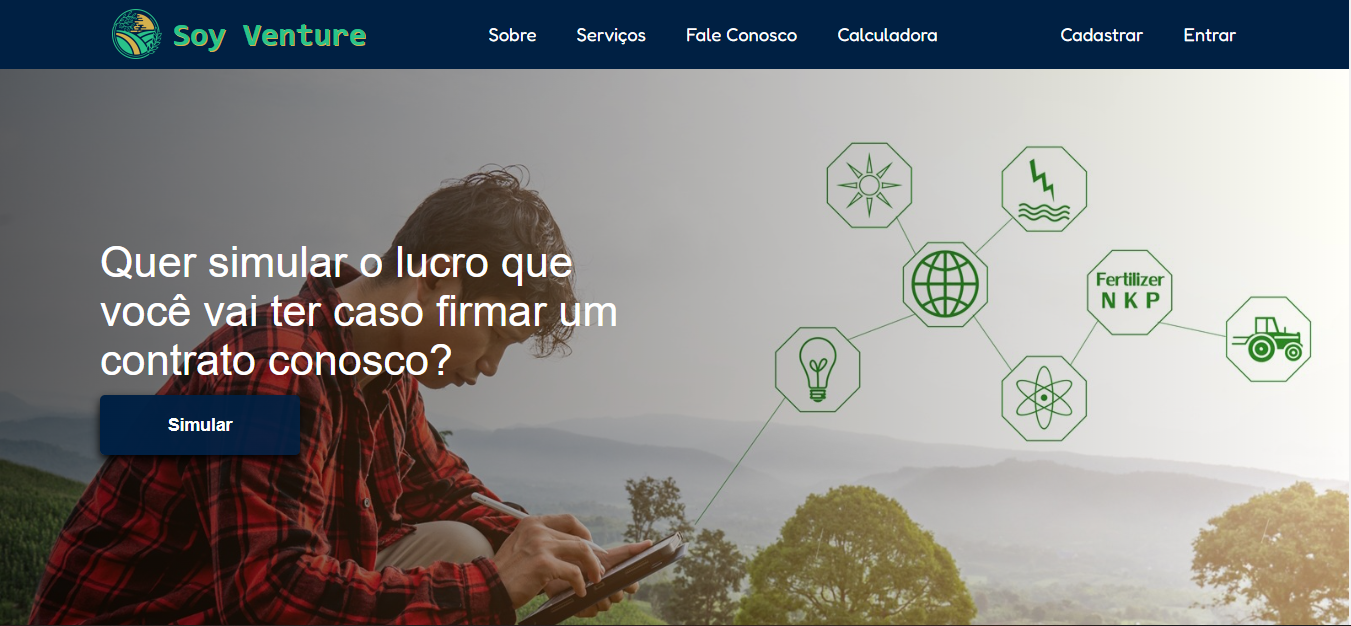 Soy Venture
Sobre
Serviços
Fale Conosco
Calculadora
Cadastrar
Entrar
Quer simular o lucro que
você vai ter caso firmar um
contrato conosco?
Simular
Fertilizer
N K P